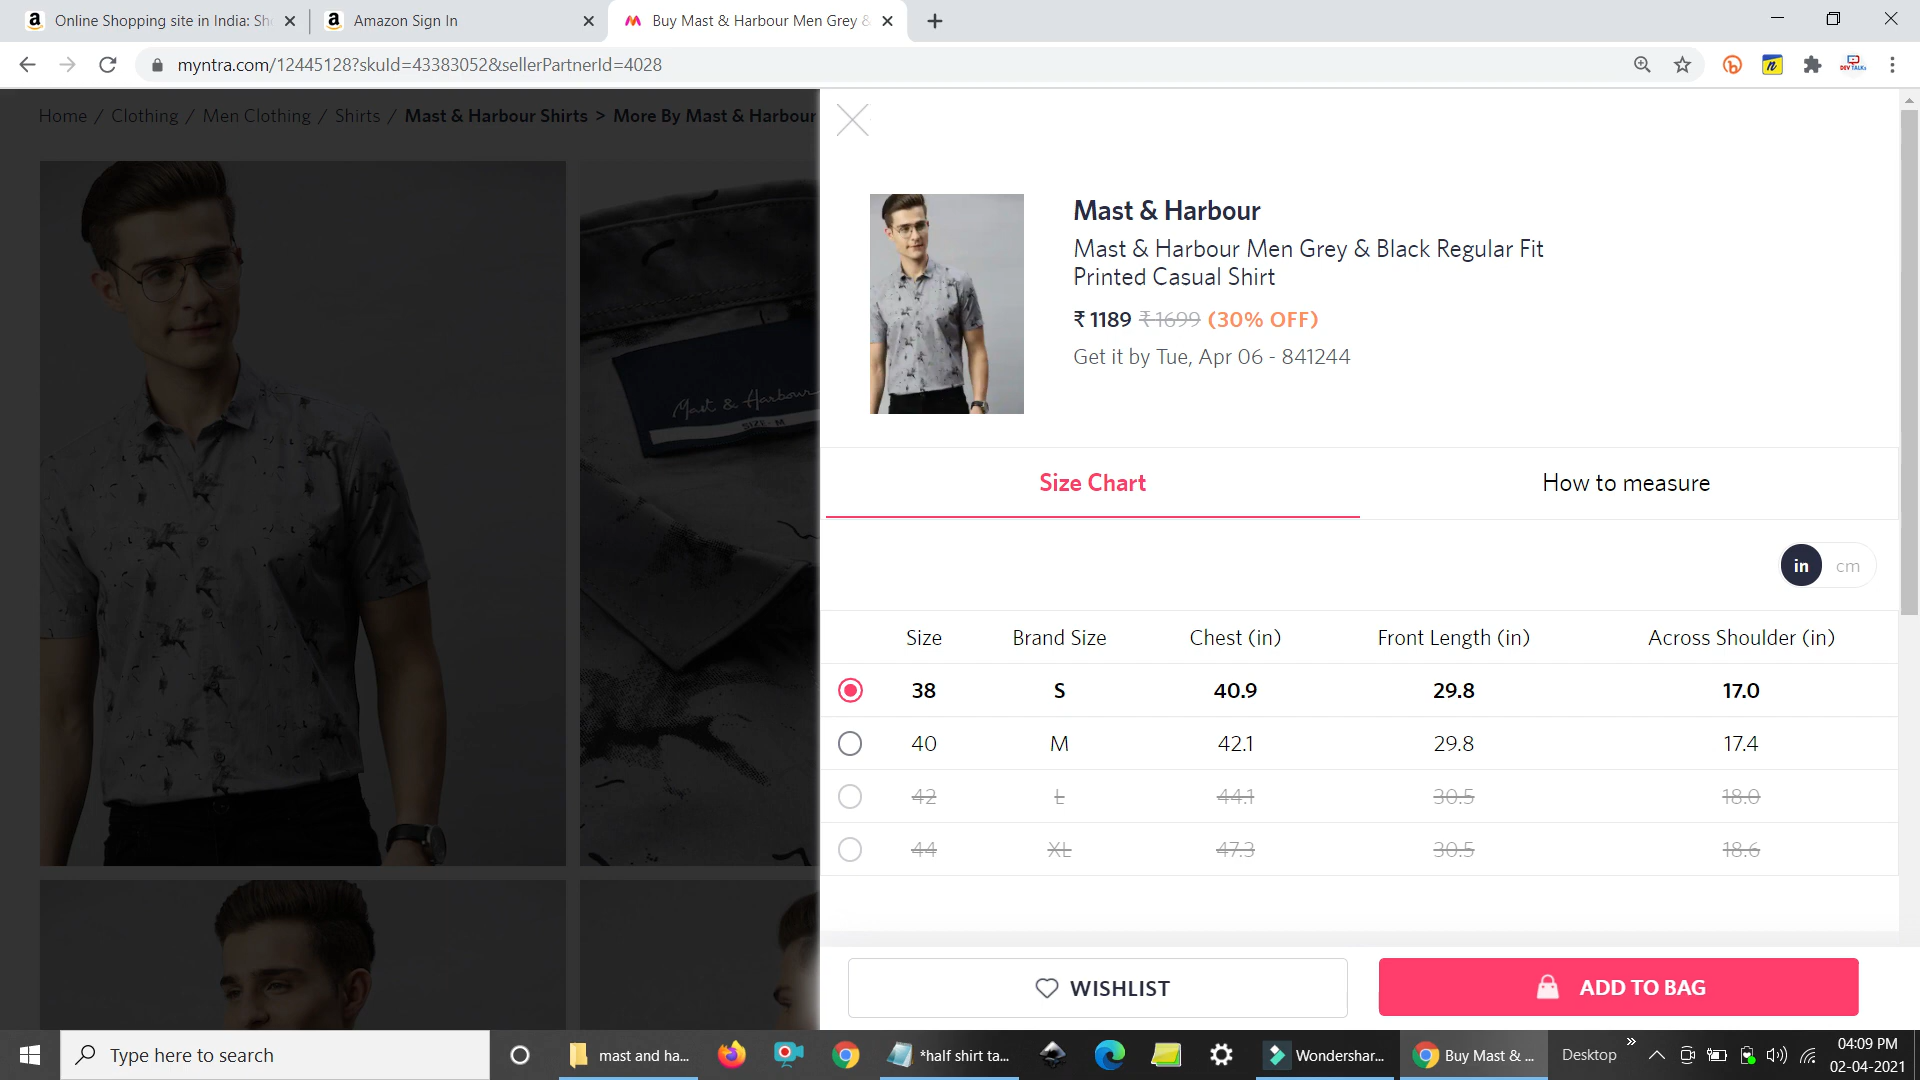 Online Shopping site in India: Sh
Amazon Sign In
Buy Mast & Harbour Men Grey &
myntra.com/12445128?skuId=43383052&sellerPartnerId=4028
Home / Clothing / Men Clothing / Shirts / Mast & Harbour Shirts > More By Mast & Harbour
Mast & Harbour
SIZE - M
Mast & Harbour
Mast & Harbour Men Grey & Black Regular Fit
Printed Casual Shirt
₹ 1189 ₹ 1699 (30% OFF)
Get it by Tue, Apr 06 - 841244
Size Chart
How to measure
in cm
Size Brand Size Chest (in) Front Length (in) Across Shoulder (in)
38 S 40.9 29.8 17.0
40 M 42.1 29.8 17.4
42 L 44.1 30.5 18.0
44 XL 47.3 30.5 18.6
WISHLIST
ADD TO BAG
Type here to search
mast and ha...
*half shirt ta...
Wondershar...
Buy Mast & ...
Desktop
04:09 PM
02-04-2021